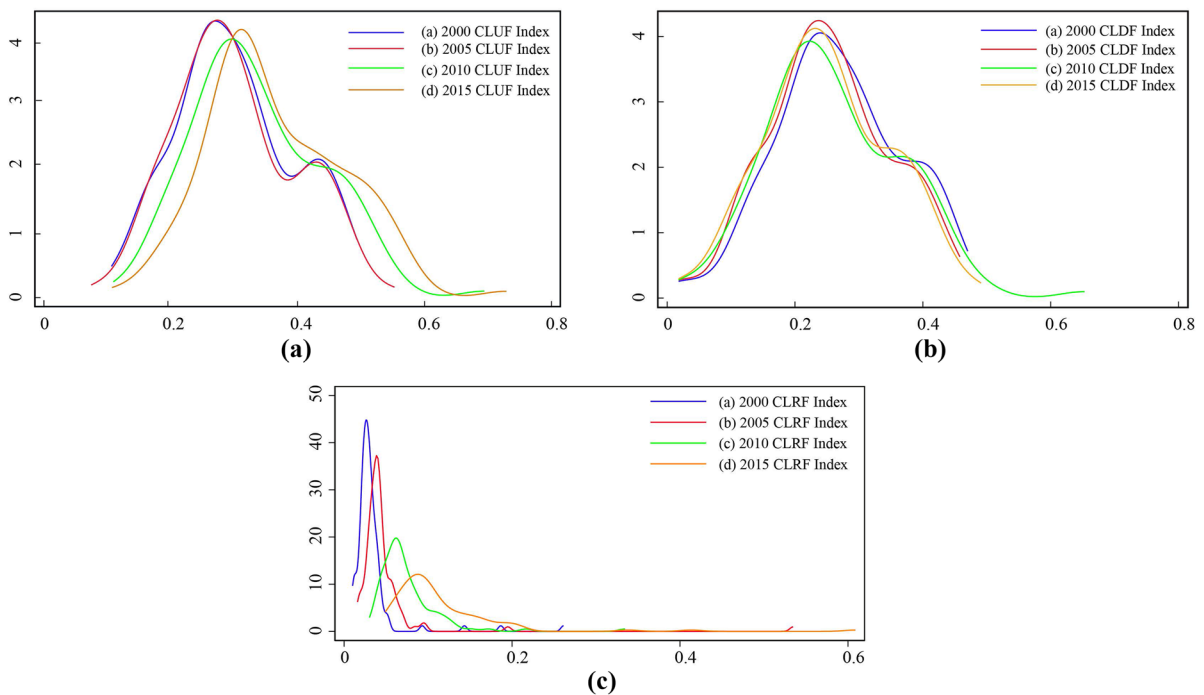 4
3
2
1
0
(a) 2000 CLUF Index
(b) 2005 CLUF Index
(c) 2010 CLUF Index
(d) 2015 CLUF Index
0 0.2 0.4 0.6 0.8
(a)
4
3
2
1
0
(a) 2000 CLDF Index
(b) 2005 CLDF Index
(c) 2010 CLDF Index
(d) 2015 CLDF Index
0 0.2 0.4 0.6 0.8
(b)
50
40
30
20
10
0
(a) 2000 CLRF Index
(b) 2005 CLRF Index
(c) 2010 CLRF Index
(d) 2015 CLRF Index
0 0.2 0.4 0.6
(c)